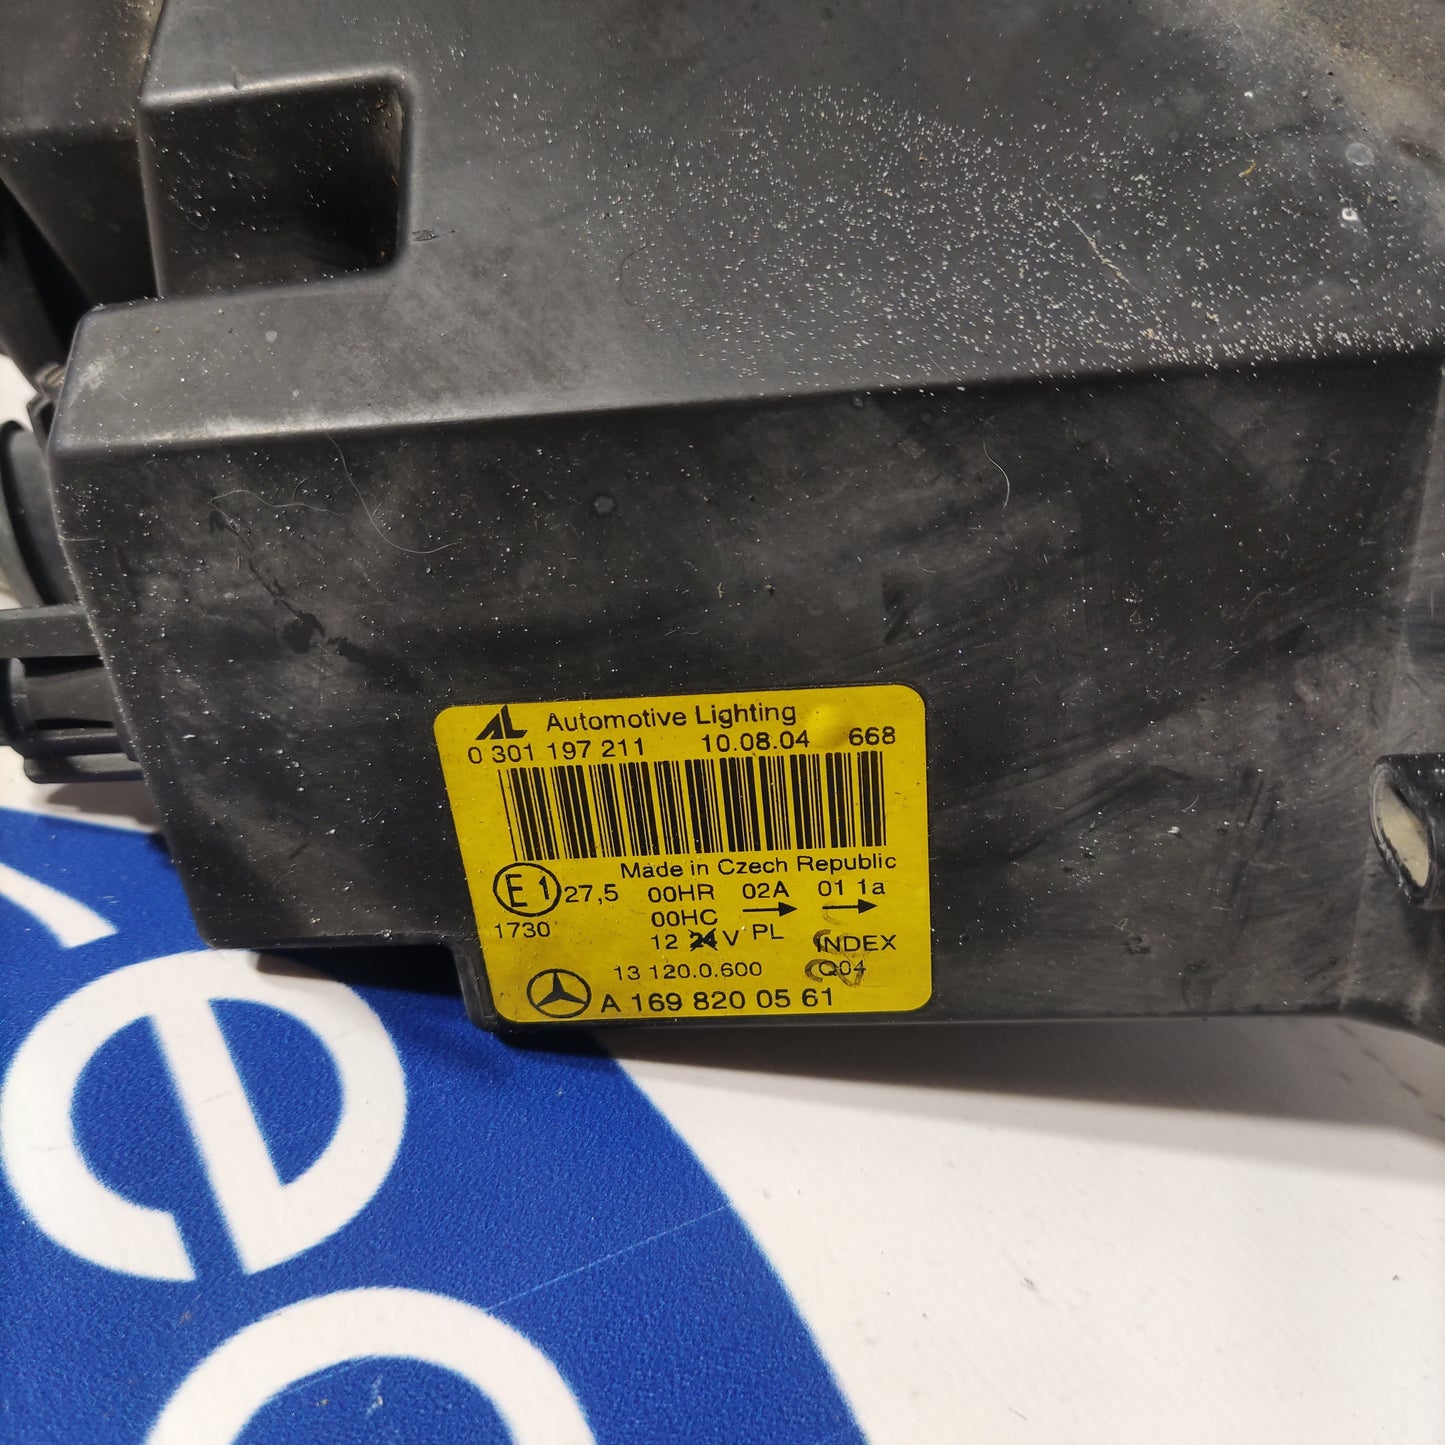 AL Automotive Lighting
0 301 197 211 10.08.04 668
Made in Czech Republic
E1 27,5 00HR 02A 01 1a
1730 00HC → →
12 24 V PL INDEX
13 120.0.600 Q04
A 169 820 05 61